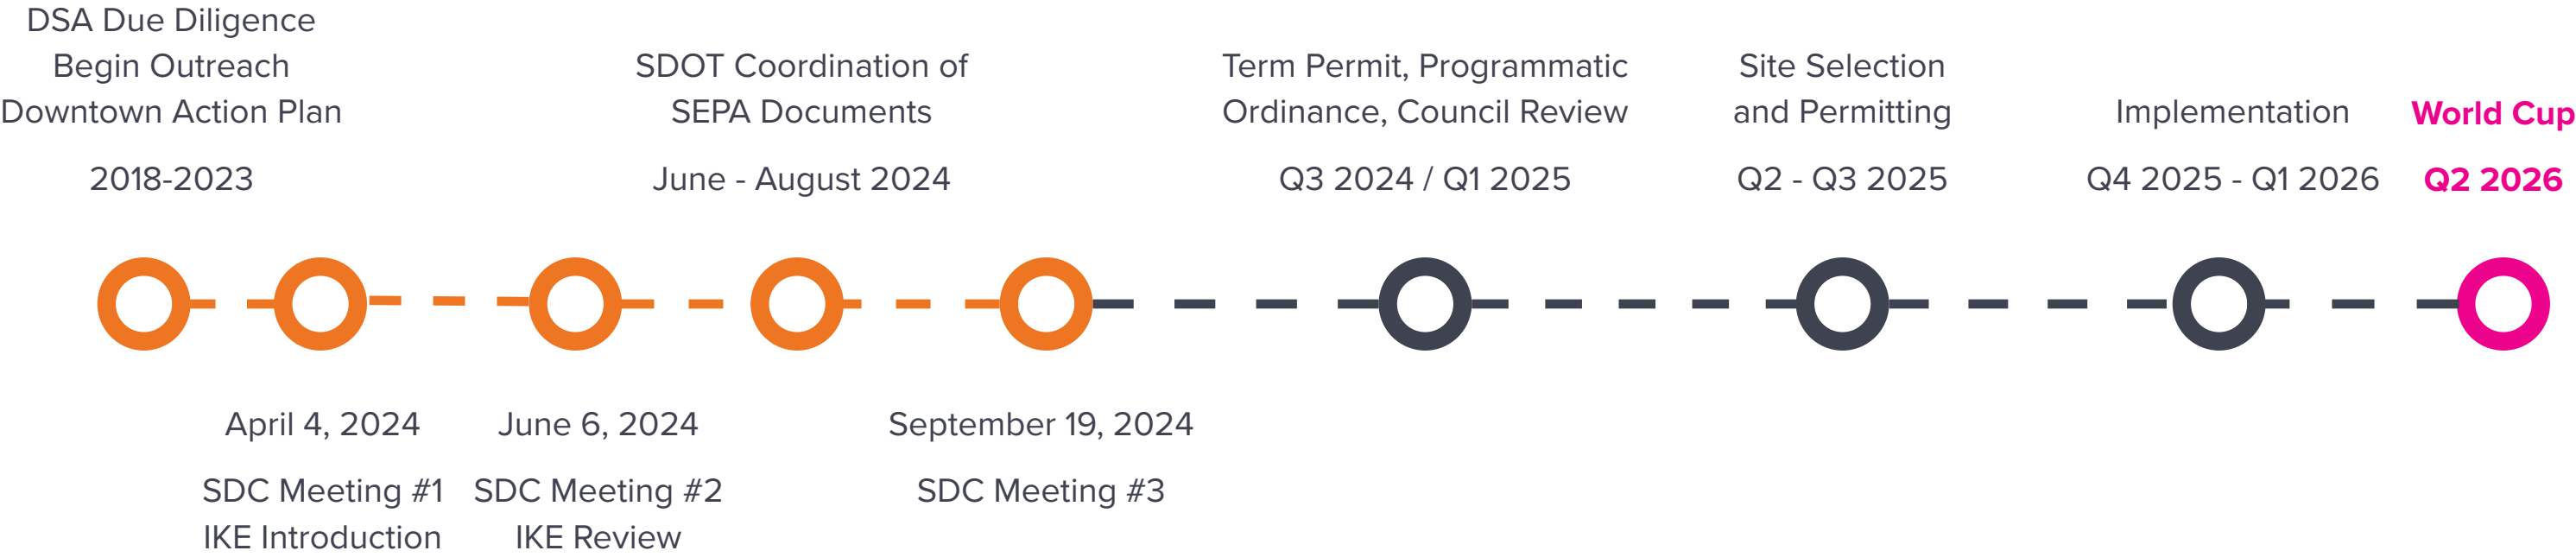 DSA Due Diligence
Begin Outreach
Downtown Action Plan
2018-2023
SDOT Coordination of
SEPA Documents
June - August 2024
Term Permit, Programmatic
Ordinance, Council Review
Q3 2024 / Q1 2025
Site Selection
and Permitting
Q2 - Q3 2025
Implementation
Q4 2025 - Q1 2026
World Cup
Q2 2026
April 4, 2024
SDC Meeting #1
IKE Introduction
June 6, 2024
SDC Meeting #2
IKE Review
September 19, 2024
SDC Meeting #3